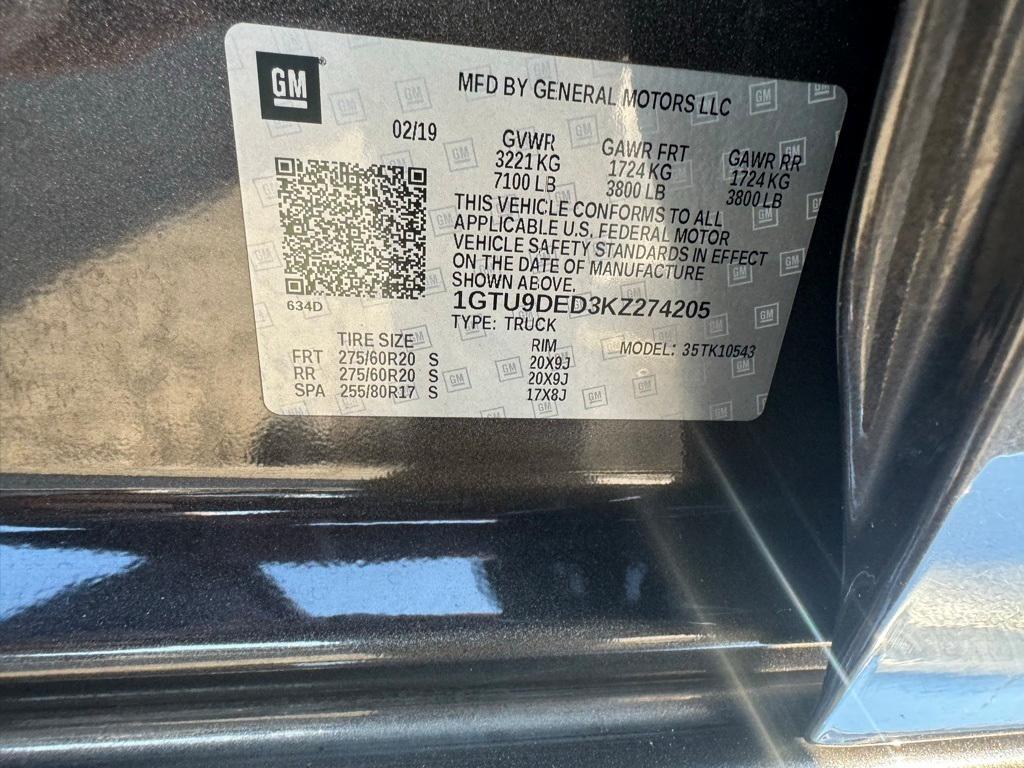 GM
MFD BY GENERAL MOTORS LLC
02/19
GVWR GAWR FRT GAWR RR
3221 KG 1724 KG 1724 KG
7100 LB 3800 LB 3800 LB
THIS VEHICLE CONFORMS TO ALL
APPLICABLE U.S. FEDERAL MOTOR
VEHICLE SAFETY STANDARDS IN EFFECT
ON THE DATE OF MANUFACTURE
SHOWN ABOVE.
634D
1GTU9DED3KZ274205
TYPE: TRUCK
TIRE SIZE RIM MODEL: 35TK10543
FRT 275/60R20 S 20X9J
RR 275/60R20 S 20X9J
SPA 255/80R17 S 17X8J